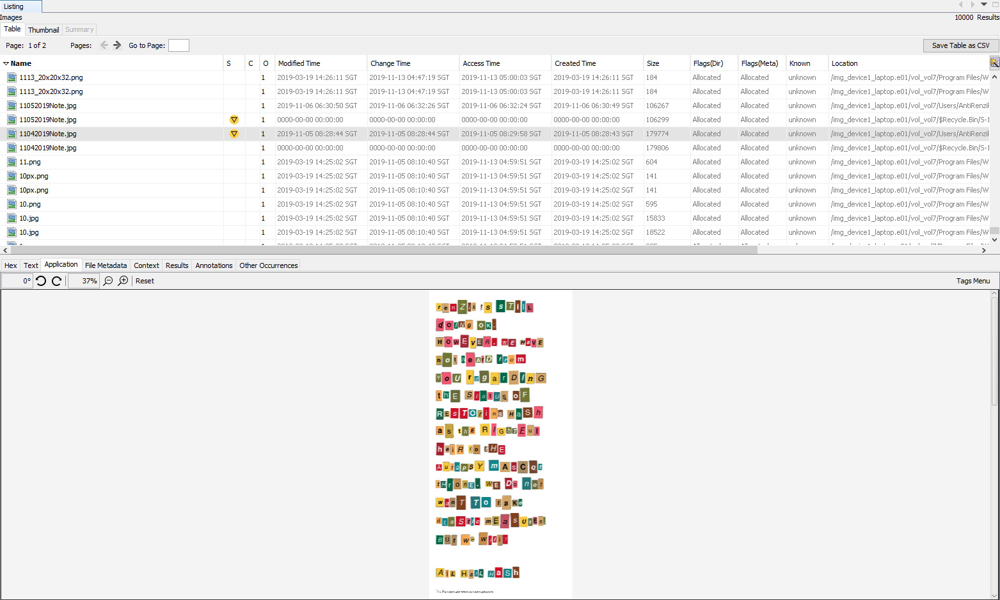 Listing
Images
10000 Results
Table Thumbnail Summary
Page: 1 of 2 Pages: Go to Page: Save Table as CSV
Name S C O Modified Time Change Time Access Time Created Time Size Flags(Dir) Flags(Meta) Known Location
1113_20x20x32.png 1 2019-03-19 14:26:11 SGT 2019-11-13 04:47:19 SGT 2019-11-13 05:00:03 SGT 2019-03-19 14:26:11 SGT 184 Allocated Allocated unknown /img_device1_laptop.e01/vol_vol7/Program Files/W
1113_20x20x32.png 1 2019-03-19 14:26:11 SGT 2019-11-13 04:47:19 SGT 2019-11-13 05:00:03 SGT 2019-03-19 14:26:11 SGT 184 Allocated Allocated unknown /img_device1_laptop.e01/vol_vol7/Program Files/W
11052019Note.jpg 1 2019-11-06 06:30:50 SGT 2019-11-06 06:32:26 SGT 2019-11-06 06:32:24 SGT 2019-11-06 06:30:49 SGT 106267 Allocated Allocated unknown /img_device1_laptop.e01/vol_vol7/Users/AntiRenzik
11052019Note.jpg 1 0000-00-00 00:00:00 0000-00-00 00:00:00 0000-00-00 00:00:00 0000-00-00 00:00:00 106299 Allocated Allocated unknown /img_device1_laptop.e01/vol_vol7/$Recycle.Bin/S-1
11042019Note.jpg 1 2019-11-05 08:28:44 SGT 2019-11-05 08:28:44 SGT 2019-11-05 08:29:58 SGT 2019-11-05 08:28:43 SGT 179774 Allocated Allocated unknown /img_device1_laptop.e01/vol_vol7/Users/AntiRenzik
11042019Note.jpg 1 0000-00-00 00:00:00 0000-00-00 00:00:00 0000-00-00 00:00:00 0000-00-00 00:00:00 179806 Allocated Allocated unknown /img_device1_laptop.e01/vol_vol7/$Recycle.Bin/S-1
11.png 1 2019-03-19 14:25:02 SGT 2019-11-05 08:10:40 SGT 2019-11-13 04:59:51 SGT 2019-03-19 14:25:02 SGT 604 Allocated Allocated unknown /img_device1_laptop.e01/vol_vol7/Program Files/W
10px.png 1 2019-03-19 14:25:02 SGT 2019-11-05 08:10:40 SGT 2019-11-13 04:59:51 SGT 2019-03-19 14:25:02 SGT 141 Allocated Allocated unknown /img_device1_laptop.e01/vol_vol7/Program Files/W
10px.png 1 2019-03-19 14:25:02 SGT 2019-11-05 08:10:40 SGT 2019-11-13 04:59:51 SGT 2019-03-19 14:25:02 SGT 141 Allocated Allocated unknown /img_device1_laptop.e01/vol_vol7/Program Files/W
10.png 1 2019-03-19 14:25:02 SGT 2019-11-05 08:10:40 SGT 2019-11-13 04:59:51 SGT 2019-03-19 14:25:02 SGT 595 Allocated Allocated unknown /img_device1_laptop.e01/vol_vol7/Program Files/W
10.jpg 1 2019-03-19 14:25:02 SGT 2019-11-05 08:10:40 SGT 2019-11-13 04:59:51 SGT 2019-03-19 14:25:02 SGT 15833 Allocated Allocated unknown /img_device1_laptop.e01/vol_vol7/Program Files/W
10.jpg 1 2019-03-19 14:25:02 SGT 2019-11-05 08:10:40 SGT 2019-11-13 04:59:51 SGT 2019-03-19 14:25:02 SGT 18522 Allocated Allocated unknown /img_device1_laptop.e01/vol_vol7/Program Files/W
Hex Text Application File Metadata Context Results Annotations Other Occurrences
0° 37% Reset Tags Menu
renZik is sTilL
doiNg oK.
HOWEVER, WE HavE
not heArD from
YoU regarDInG
thE StatuS oF
REsTOring HaSh
as thE RIGhtEul
heiR to tHE
AutopsY mAsCot
tHronE. WE Do not
wanT TO take
draStic mEasurEs!
BUt we will!
AlL HaiL HaSh